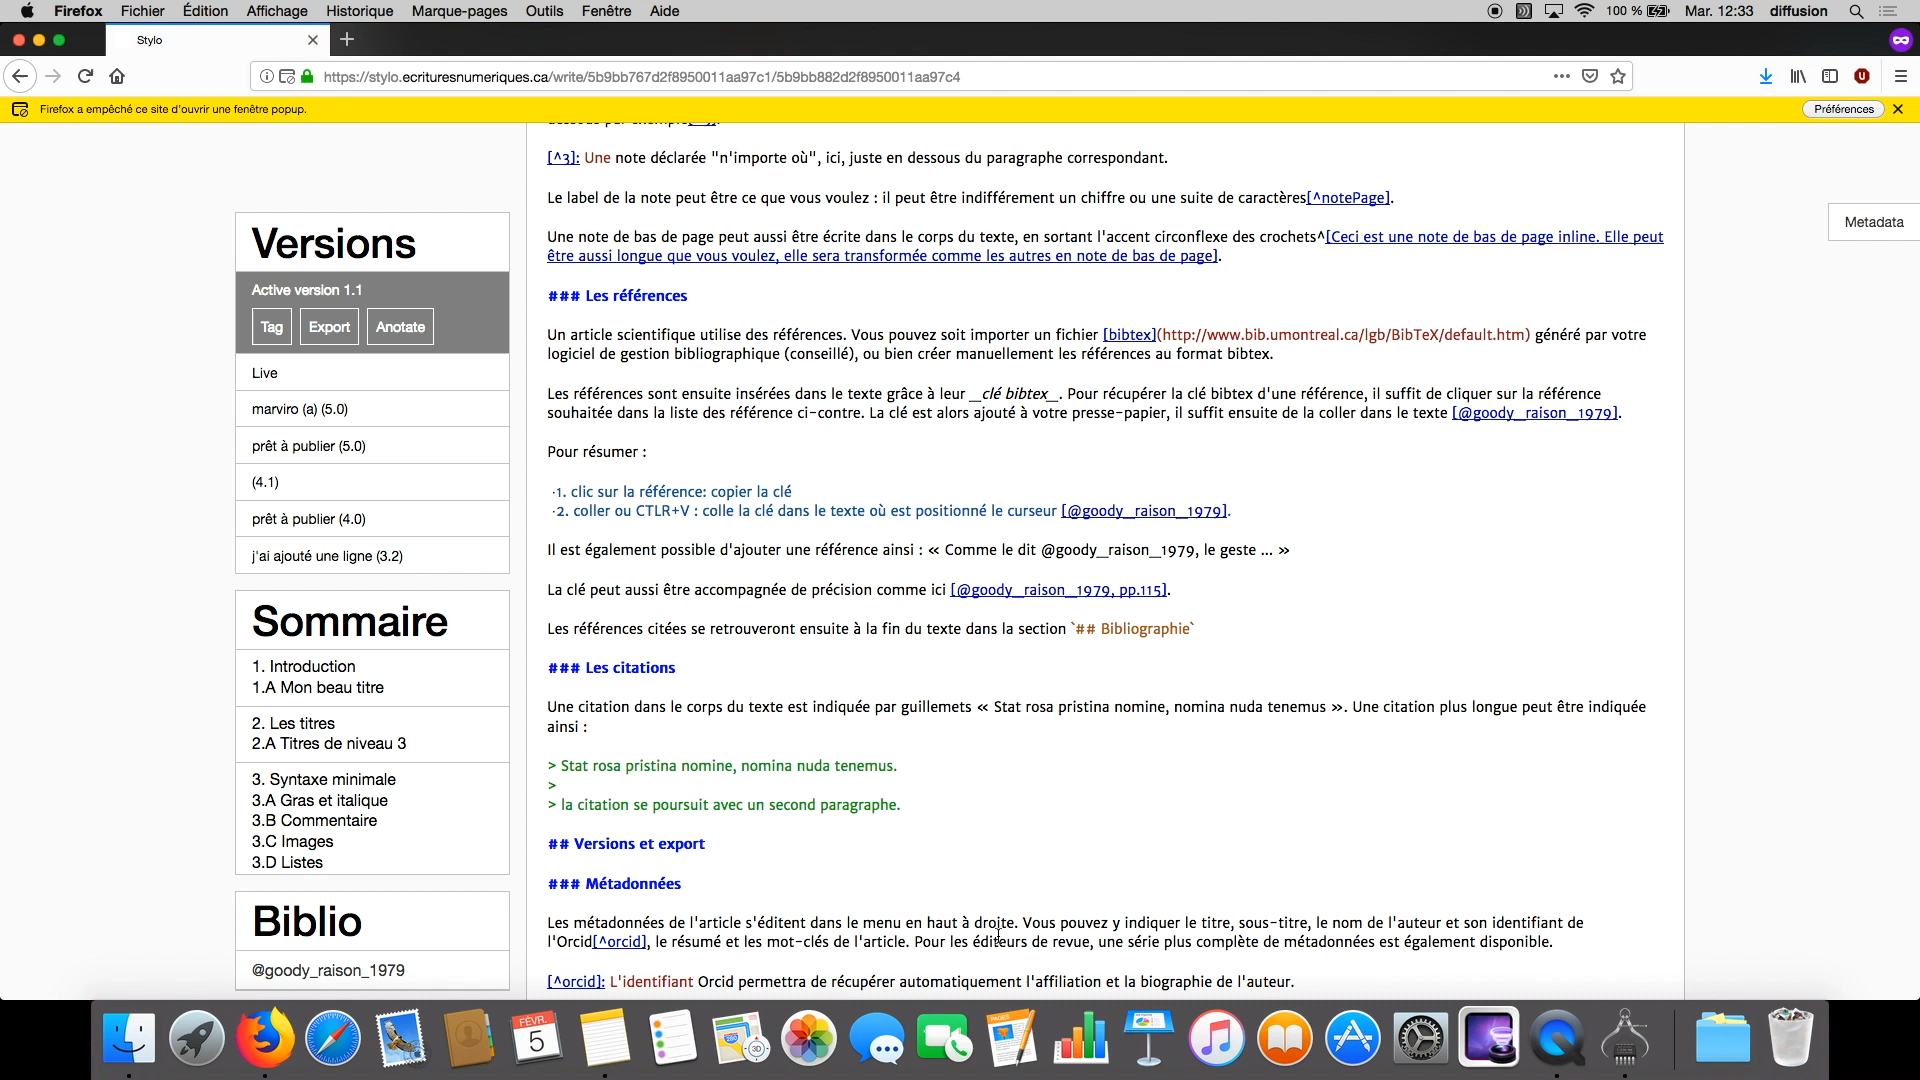 Firefox Fichier Édition Affichage Historique Marque-pages Outils Fenêtre Aide 100 % Mar. 12:33 diffusion
Stylo
https://stylo.ecrituresnumeriques.ca/write/5b9bb767d2f8950011aa97c1/5b9bb882d2f8950011aa97c4
Firefox a empêché ce site d'ouvrir une fenêtre popup. Préférences
Versions
Active version 1.1
Tag Export Anotate
Live
marviro (a) (5.0)
prêt à publier (5.0)
(4.1)
prêt à publier (4.0)
j'ai ajouté une ligne (3.2)
Sommaire
1. Introduction
1.A Mon beau titre
2. Les titres
2.A Titres de niveau 3
3. Syntaxe minimale
3.A Gras et italique
3.B Commentaire
3.C Images
3.D Listes
Biblio
@goody_raison_1979
[^3]: Une note déclarée "n'importe où", ici, juste en dessous du paragraphe correspondant.
Le label de la note peut être ce que vous voulez : il peut être indifférement un chiffre ou une suite de caractères[^notePage].
Une note de bas de page peut aussi être écrite dans le corps du texte, en sortant l'accent circonflexe des crochets^[Ceci est une note de bas de page inline. Elle peut
être aussi longue que vous voulez, elle sera transformée comme les autres en note de bas de page].
### Les références
Un article scientifique utilise des références. Vous pouvez soit importer un fichier [bibtex](http://www.bib.umontreal.ca/lgb/BibTeX/default.htm) généré par votre
logiciel de gestion bibliographique (conseillé), ou bien créer manuellement les références au format bibtex.
Les références sont ensuite insérées dans le texte grâce à leur _clé bibtex_. Pour récupérer la clé bibtex d'une référence, il suffit de cliquer sur la référence
souhaitée dans la liste des référence ci-contre. La clé est alors ajouté à votre presse-papier, il suffit ensuite de la coller dans le texte [@goody_raison_1979].
Pour résumer :
·1. clic sur la référence: copier la clé
·2. coller ou CTLR+V : colle la clé dans le texte où est positionné le curseur [@goody_raison_1979].
Il est également possible d'ajouter une référence ainsi : « Comme le dit @goody_raison_1979, le geste ... »
La clé peut aussi être accompagnée de précision comme ici [@goody_raison_1979, pp.115].
Les références citées se retrouveront ensuite à la fin du texte dans la section `## Bibliographie`
### Les citations
Une citation dans le corps du texte est indiquée par guillemets « Stat rosa pristina nomine, nomina nuda tenemus ». Une citation plus longue peut être indiquée
ainsi :
> Stat rosa pristina nomine, nomina nuda tenemus.
>
> la citation se poursuit avec un second paragraphe.
## Versions et export
### Métadonnées
Les métadonnées de l'article s'éditent dans le menu en haut à droite. Vous pouvez y indiquer le titre, sous-titre, le nom de l'auteur et son identifiant de
l'Orcid[^orcid], le résumé et les mot-clés de l'article. Pour les éditeurs de revue, une série plus complète de métadonnées est également disponible.
[^orcid]: L'identifiant Orcid permettra de récupérer automatiquement l'affiliation et la biographie de l'auteur.
Metadata
FÉVR.
5
280
3D
PAGES